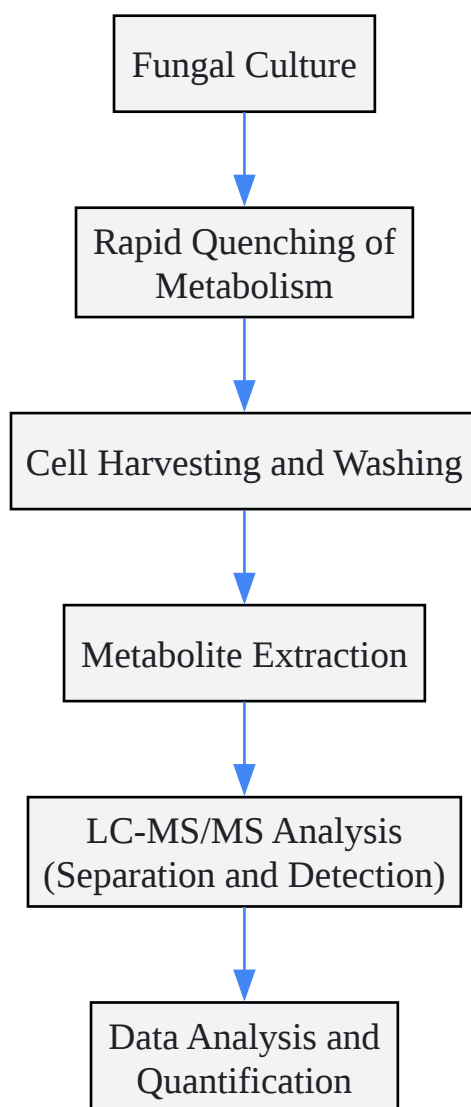 Fungal Culture
Rapid Quenching of
Metabolism
Cell Harvesting and Washing
Metabolite Extraction
LC-MS/MS Analysis
(Separation and Detection)
Data Analysis and
Quantification